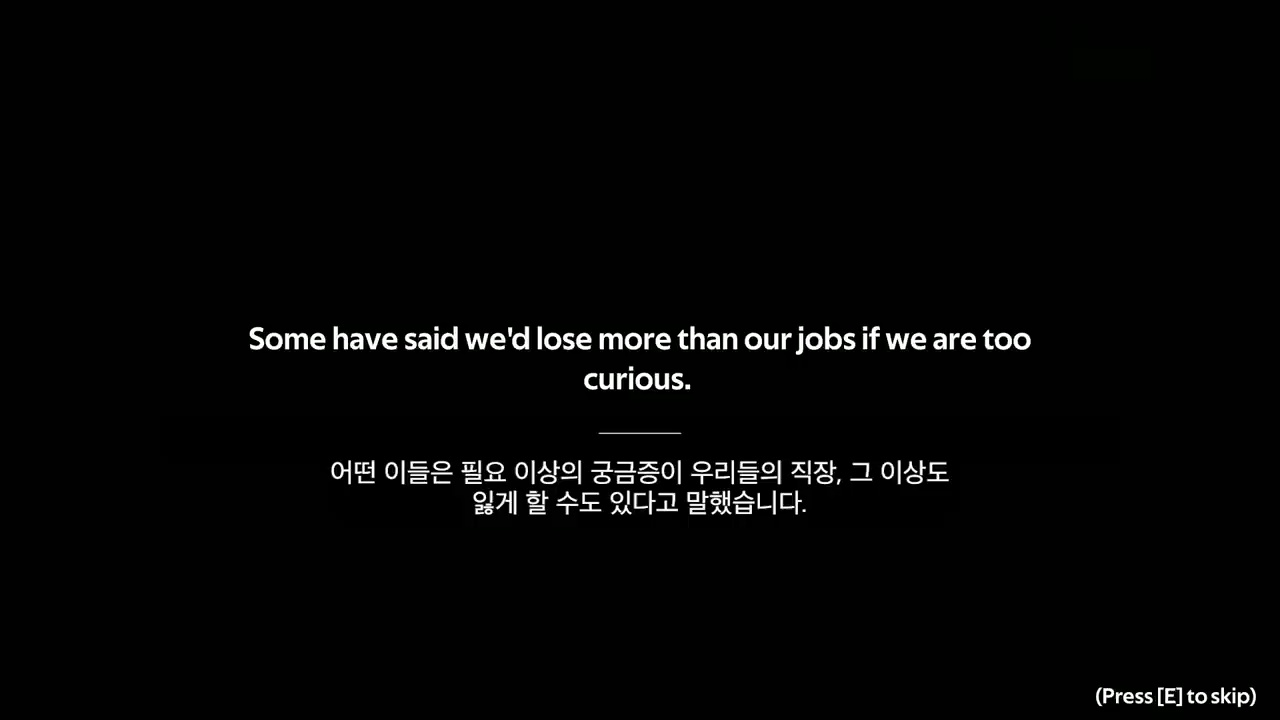 Some have said we'd lose more than our jobs if we are too
curious.
어떤 이들은 필요 이상의 궁금증이 우리들의 직장, 그 이상도
잃게 할 수도 있다고 말했습니다.
(Press [E] to skip)